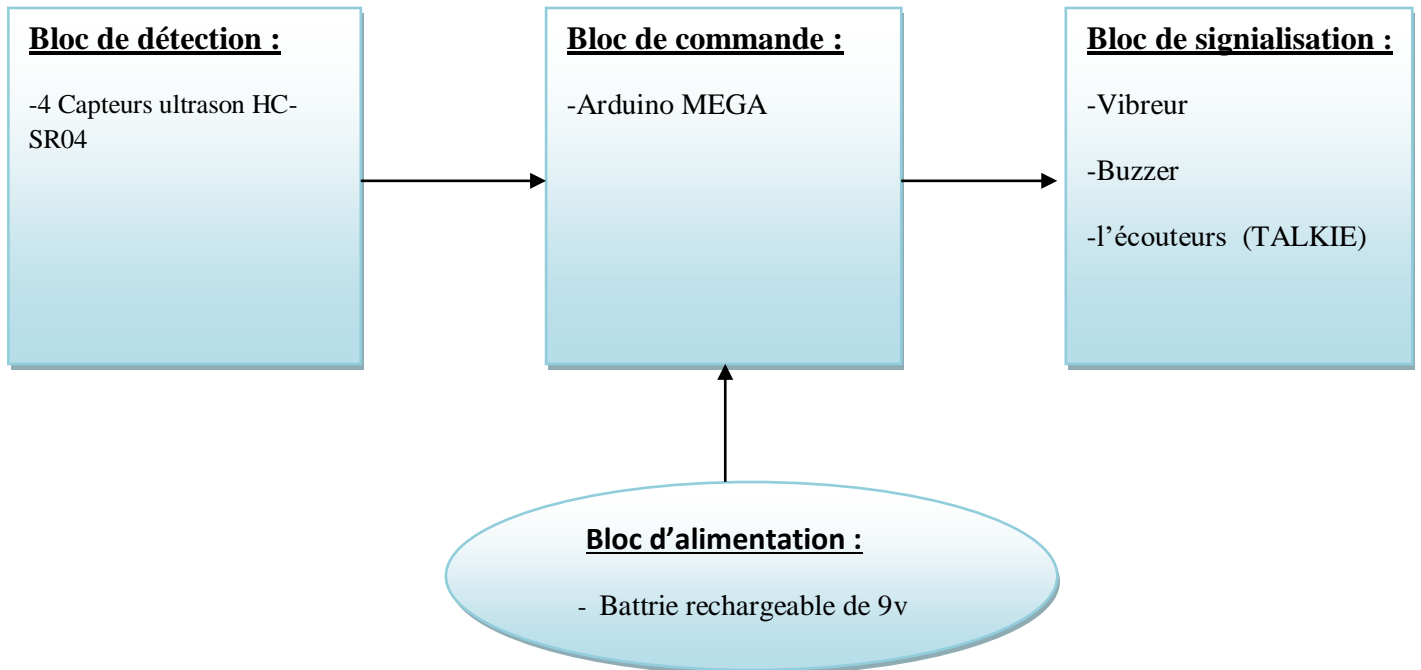 Bloc de détection :
-4 Capteurs ultrason HC-
SR04
Bloc de commande :
-Arduino MEGA
Bloc de signialisation :
-Vibreur
-Buzzer
-l’écouteurs (TALKIE)
Bloc d’alimentation :
- Battrie rechargeable de 9v